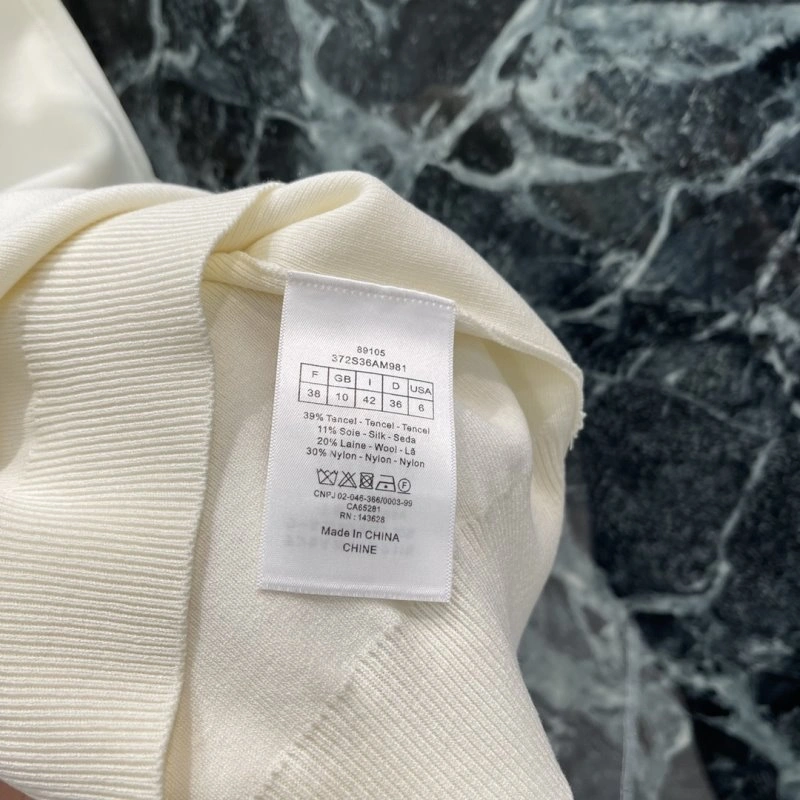 89105
372S36AM981
F GB I D USA
38 10 42 36 6
39% Tencel - Tencel - Tencel
11% Soie - Silk - Seda
20% Laine - Wool - Lã
30% Nylon - Nylon - Nylon
F
CNPJ 02-046-366/0003-99
CA65281
RN : 143628
Made in CHINA
CHINE